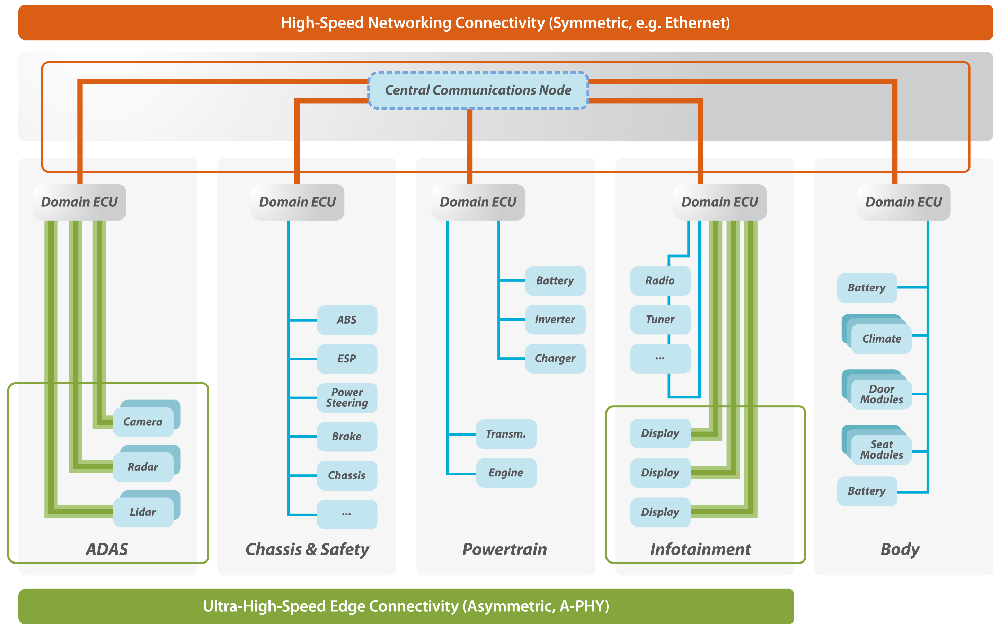 High-Speed Networking Connectivity (Symmetric, e.g. Ethernet)
Central Communications Node
Domain ECU
Domain ECU
Domain ECU
Domain ECU
Domain ECU
Camera
Radar
Lidar
ADAS
ABS
ESP
Power
Steering
Brake
Chassis
...
Chassis & Safety
Battery
Inverter
Charger
Transm.
Engine
Powertrain
Radio
Tuner
...
Display
Display
Display
Infotainment
Battery
Climate
Door
Modules
Seat
Modules
Battery
Body
Ultra-High-Speed Edge Connectivity (Asymmetric, A-PHY)